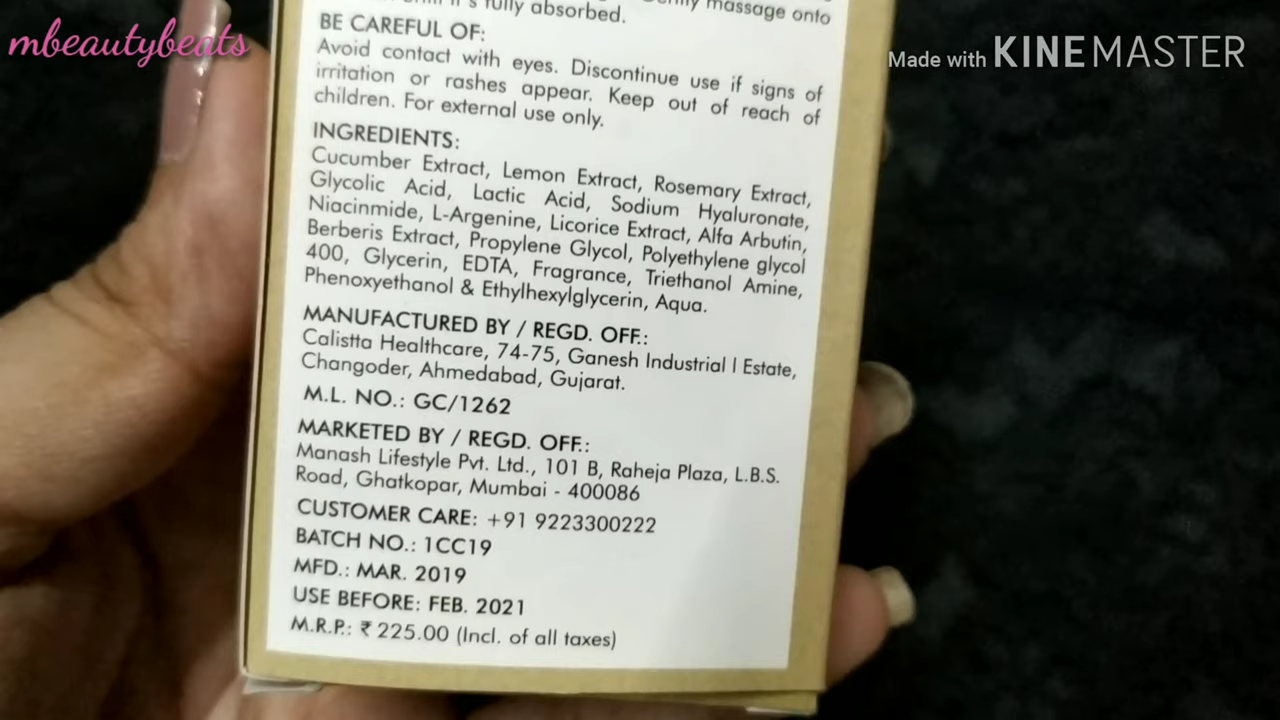 mbeautybeats
Made with KINEMASTER
fully absorbed.
massage onto
BE CAREFUL OF:
Avoid contact with eyes. Discontinue use if signs of
irritation or rashes appear. Keep out of reach of
children. For external use only.
INGREDIENTS:
Cucumber Extract, Lemon Extract, Rosemary Extract,
Glycolic Acid, Lactic Acid, Sodium Hyaluronate,
Niacinmide, L-Argenine, Licorice Extract, Alfa Arbutin,
Berberis Extract, Propylene Glycol, Polyethylene glycol
400, Glycerin, EDTA, Fragrance, Triethanol Amine,
Phenoxyethanol & Ethylhexylglycerin, Aqua.
MANUFACTURED BY / REGD. OFF.:
Calistta Healthcare, 74-75, Ganesh Industrial I Estate,
Changoder, Ahmedabad, Gujarat.
M.L. NO.: GC/1262
MARKETED BY / REGD. OFF.:
Manash Lifestyle Pvt. Ltd., 101 B, Raheja Plaza, L.B.S.
Road, Ghatkopar, Mumbai - 400086
CUSTOMER CARE: +91 9223300222
BATCH NO.: 1CC19
MFD.: MAR. 2019
USE BEFORE: FEB. 2021
M.R.P.: ₹ 225.00 (Incl. of all taxes)